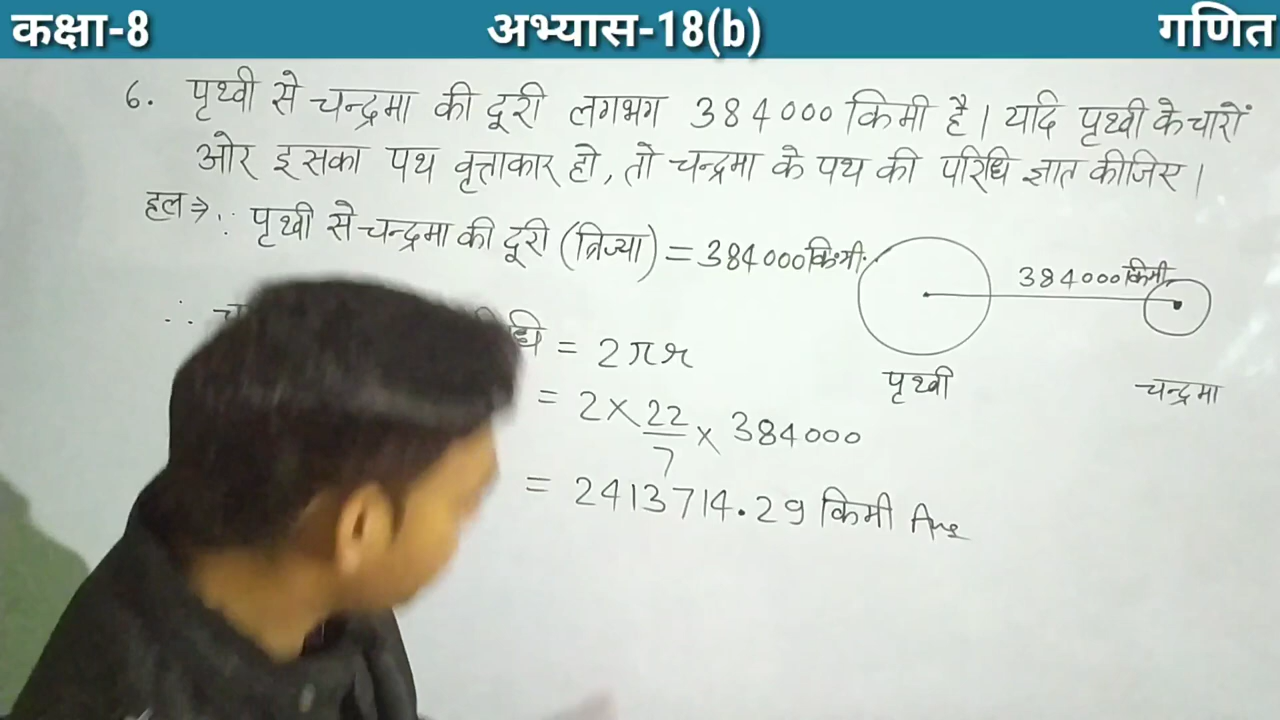 कक्षा-8 अभ्यास-18(b) गणित
6. पृथ्वी से चन्द्रमा की दूरी लगभग 384000 किमी है। यदि पृथ्वी के चारों
ओर इसका पथ वृत्ताकार हो, तो चन्द्रमा के पथ की परिधि ज्ञात कीजिए।
हल ⇒ ∵ पृथ्वी से चन्द्रमा की दूरी (त्रिज्या) = 384000 किमी.
384000 किमी
∴ = 2πr
पृथ्वी चन्द्रमा
= 2 × 22/7 × 384000
= 2413714.29 किमी Ans